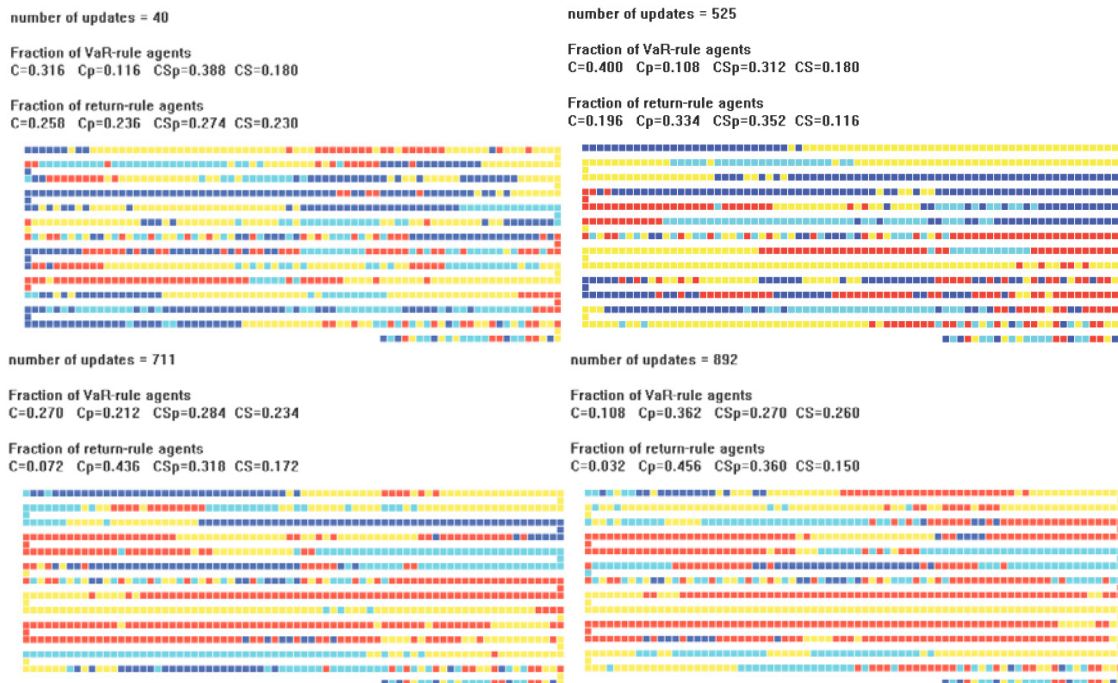 number of updates = 40
Fraction of VaR-rule agents
C=0.316 Cp=0.116 CSp=0.388 CS=0.180
Fraction of return-rule agents
C=0.258 Cp=0.236 CSp=0.274 CS=0.230
number of updates = 525
Fraction of VaR-rule agents
C=0.400 Cp=0.108 CSp=0.312 CS=0.180
Fraction of return-rule agents
C=0.196 Cp=0.334 CSp=0.352 CS=0.116
number of updates = 711
Fraction of VaR-rule agents
C=0.270 Cp=0.212 CSp=0.284 CS=0.234
Fraction of return-rule agents
C=0.072 Cp=0.436 CSp=0.318 CS=0.172
number of updates = 892
Fraction of VaR-rule agents
C=0.108 Cp=0.362 CSp=0.270 CS=0.260
Fraction of return-rule agents
C=0.032 Cp=0.456 CSp=0.360 CS=0.150